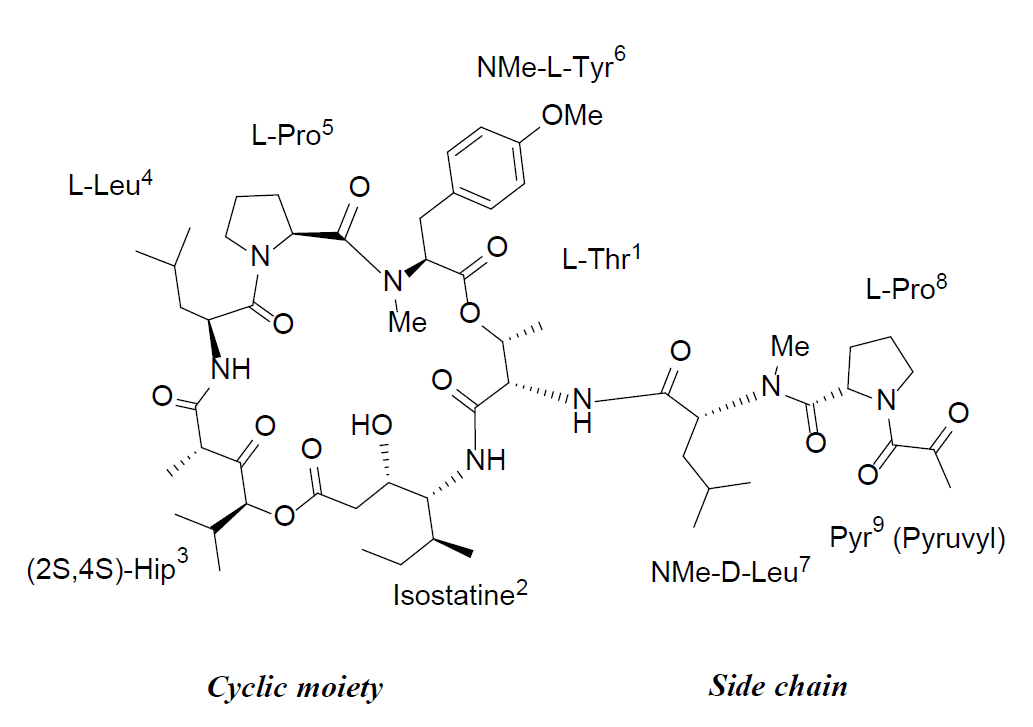 NMe-L-Tyr6
OMe
L-Pro5
L-Leu4
O
O
L-Thr1
N
N
L-Pro8
O
O
Me
Me
NH
O
O
N
O
O
HO
N
H
N
O
O
O
NH
O
O
O
Pyr9 (Pyruvyl)
(2S,4S)-Hip3
NMe-D-Leu7
Isostatine2
Cyclic moiety
Side chain